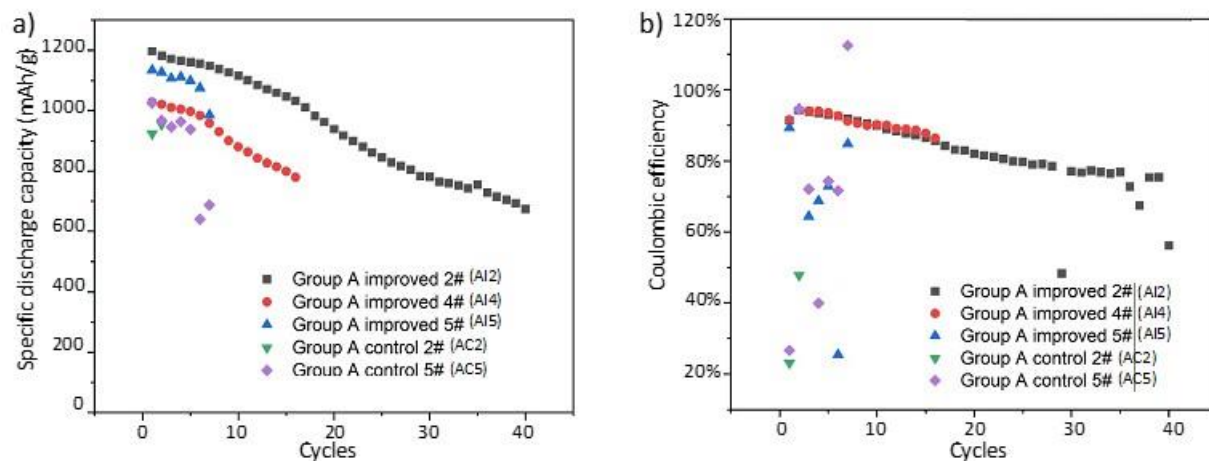 a)
Specific discharge capacity (mAh/g)
1200
1000
800
600
400
200
0
Group A improved 2# (AI2)
Group A improved 4# (AI4)
Group A improved 5# (AI5)
Group A control 2# (AC2)
Group A control 5# (AC5)
0 10 20 30 40
Cycles
b)
Coulombic efficiency
120%
100%
80%
60%
40%
20%
Group A improved 2# (AI2)
Group A improved 4# (AI4)
Group A improved 5# (AI5)
Group A control 2# (AC2)
Group A control 5# (AC5)
0 10 20 30 40
Cycles